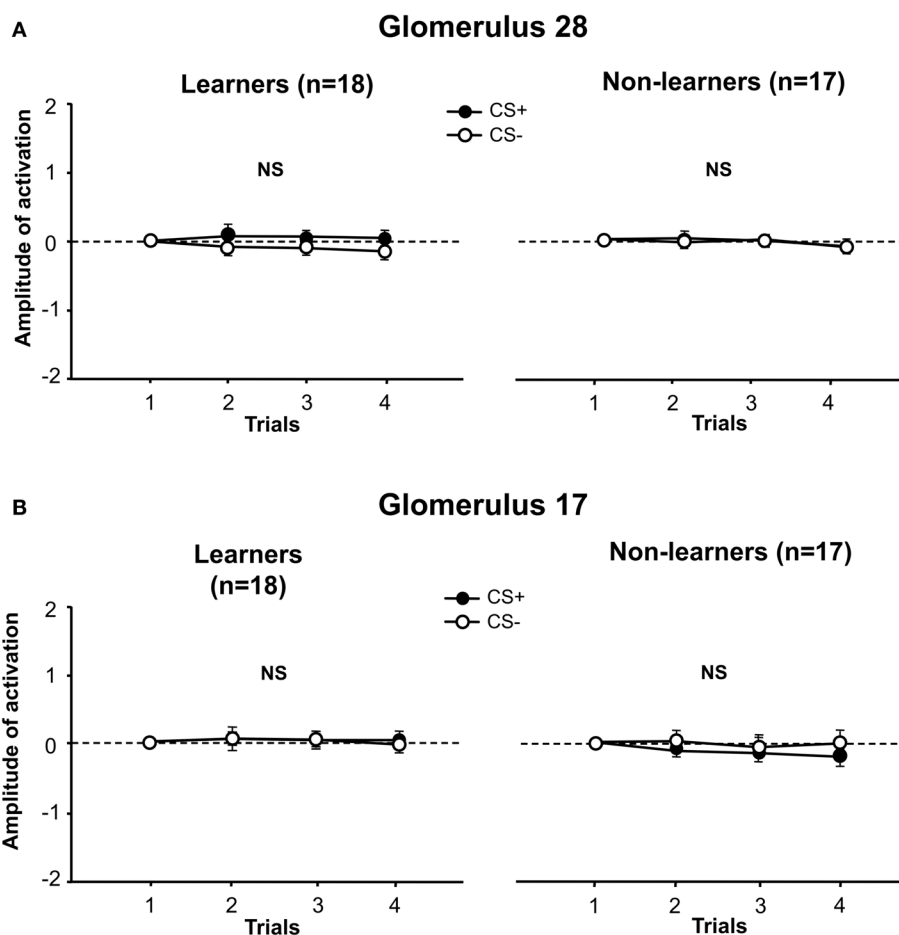 A
Glomerulus 28
Learners (n=18)
Non-learners (n=17)
CS+
CS-
NS
NS
Amplitude of activation
2
1
0
-1
-2
1 2 3 4
Trials
1 2 3 4
Trials
B
Glomerulus 17
Learners
(n=18)
Non-learners (n=17)
CS+
CS-
NS
NS
Amplitude of activation
2
1
0
-1
-2
1 2 3 4
Trials
1 2 3 4
Trials